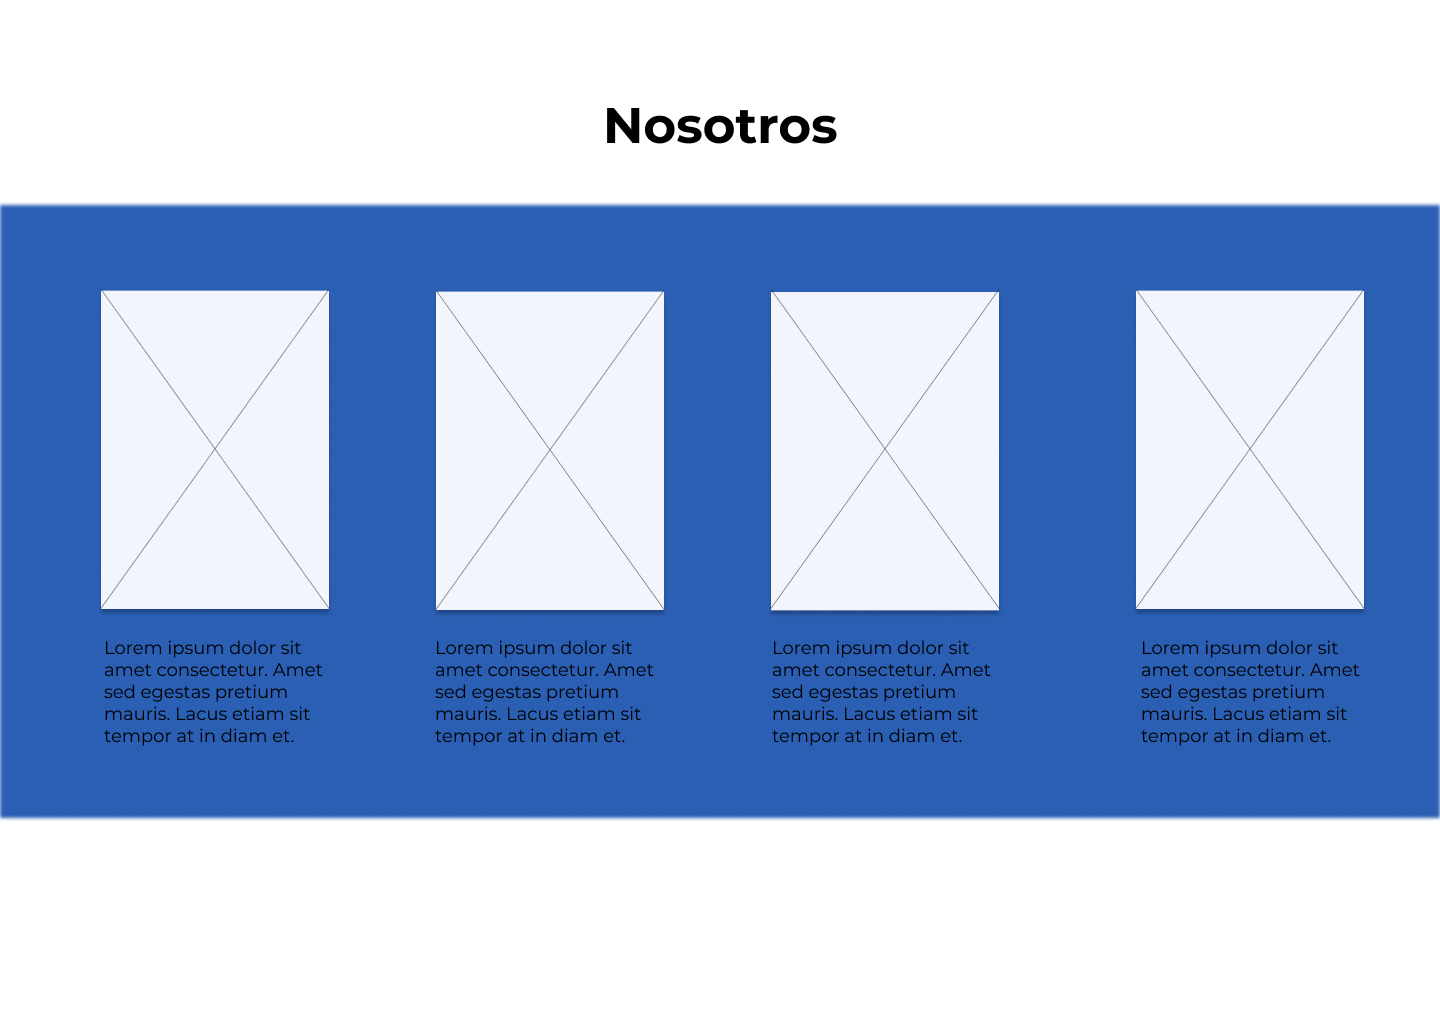 Nosotros
Lorem ipsum dolor sit
amet consectetur. Amet
sed egestas pretium
mauris. Lacus etiam sit
tempor at in diam et.
Lorem ipsum dolor sit
amet consectetur. Amet
sed egestas pretium
mauris. Lacus etiam sit
tempor at in diam et.
Lorem ipsum dolor sit
amet consectetur. Amet
sed egestas pretium
mauris. Lacus etiam sit
tempor at in diam et.
Lorem ipsum dolor sit
amet consectetur. Amet
sed egestas pretium
mauris. Lacus etiam sit
tempor at in diam et.